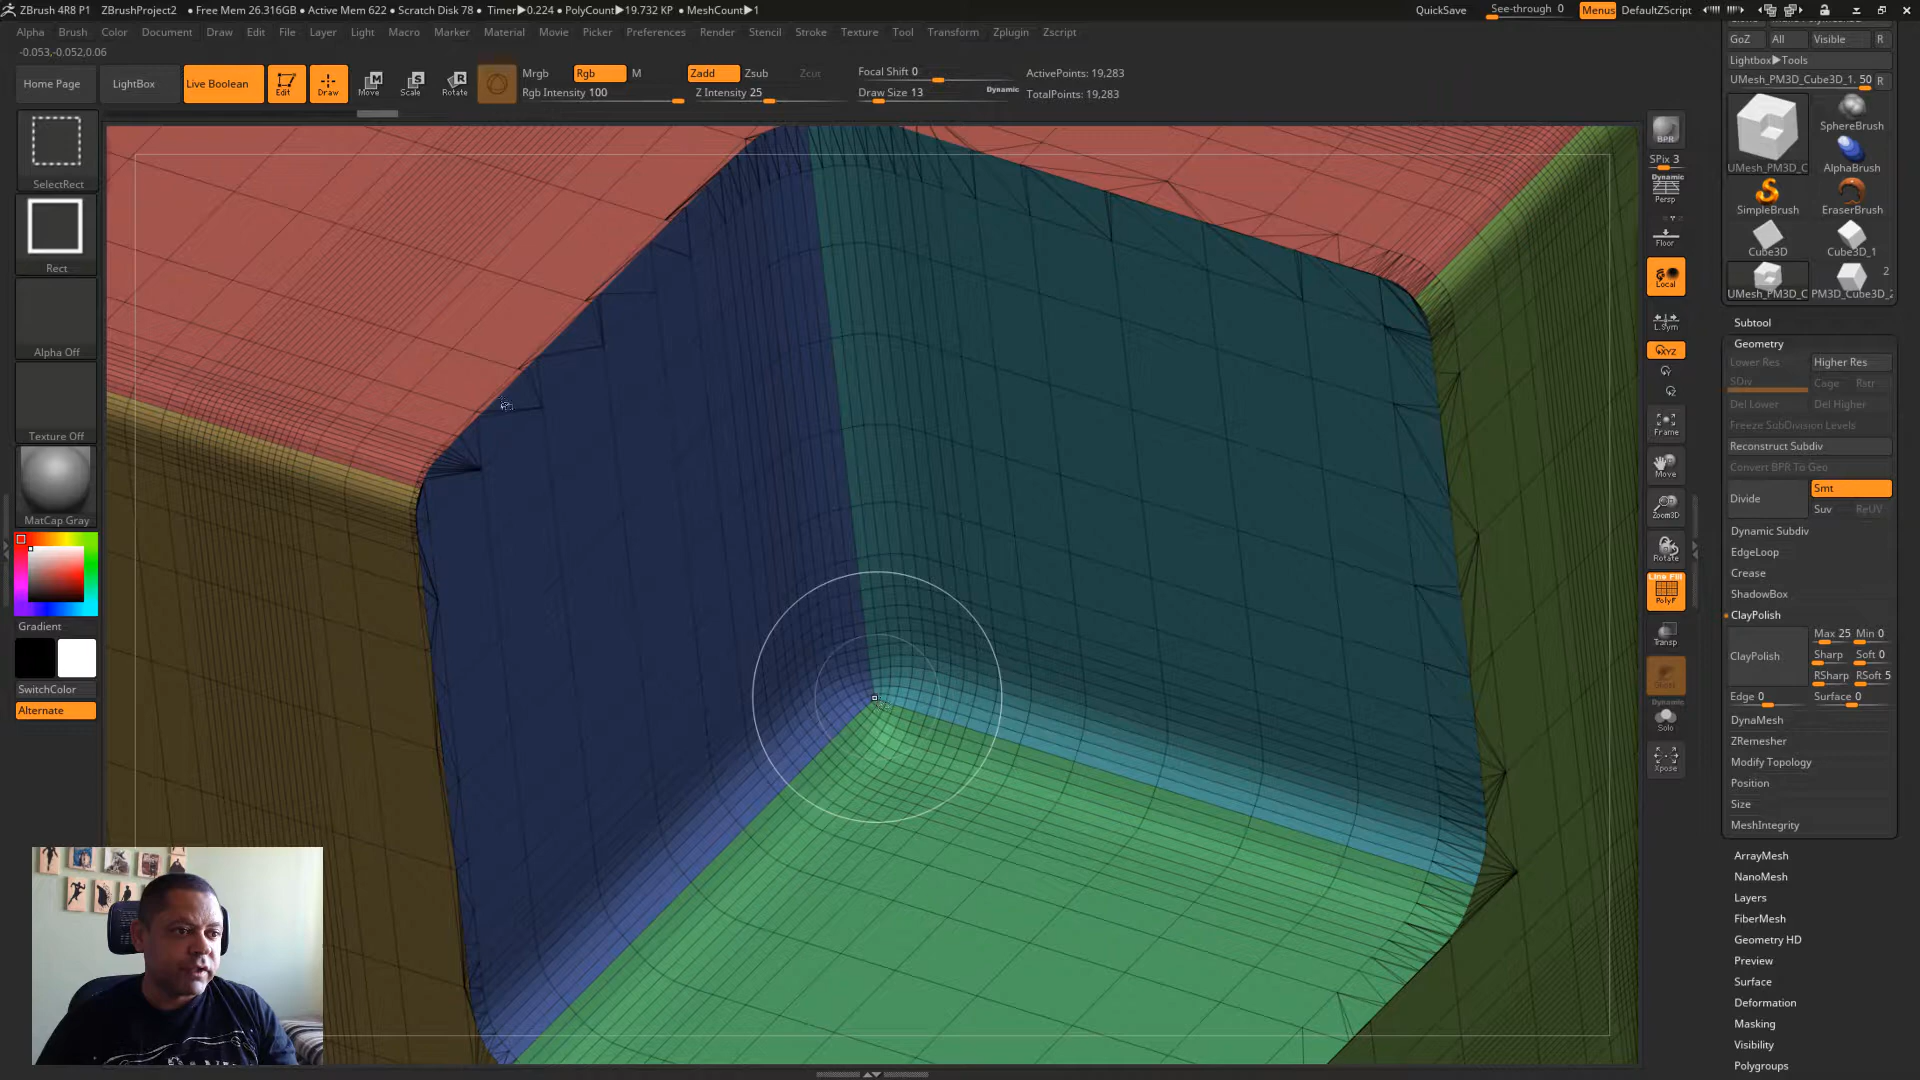 ZBrush 4R8 P1 ZBrushProject2 ● Free Mem 26.316GB ● Active Mem 622 ● Scratch Disk 78 ● Timer▶0.224 ● PolyCount▶19.732 KP ● MeshCount▶1 QuickSave See-through 0 Menus DefaultZScript
Alpha Brush Color Document Draw Edit File Layer Light Macro Marker Material Movie Picker Preferences Render Stencil Stroke Texture Tool Transform Zplugin Zscript
-0.053,-0.052,0.06
Home Page LightBox Live Boolean Edit Draw Move Scale Rotate
Mrgb Rgb M Zadd Zsub Zcut Focal Shift 0 ActivePoints: 19,283
Rgb Intensity 100 Z Intensity 25 Draw Size 13 Dynamic TotalPoints: 19,283
SelectRect
Rect
Alpha Off
Texture Off
MatCap Gray
Gradient
SwitchColor
Alternate
BPR
SPix 3
Dynamic
Persp
Floor
Local
L.Sym
XYZ
Frame
Move
Zoom3D
Rotate
Line Fill
PolyF
Transp
Dynamic
Solo
Xpose
GoZ All Visible R
Lightbox▶Tools
UMesh_PM3D_Cube3D_1. 50 R
SphereBrush
UMesh_PM3D_C AlphaBrush
SimpleBrush EraserBrush
Cube3D Cube3D_1
2
UMesh_PM3D_C PM3D_Cube3D_2
Subtool
Geometry
Lower Res Higher Res
SDiv Cage Rstr
Del Lower Del Higher
Freeze SubDivision Levels
Reconstruct Subdiv
Convert BPR To Geo
Divide Smt
Suv ReUV
Dynamic Subdiv
EdgeLoop
Crease
ShadowBox
ClayPolish
ClayPolish Max 25 Min 0
Sharp Soft 0
RSharp RSoft 5
Edge 0 Surface 0
DynaMesh
ZRemesher
Modify Topology
Position
Size
MeshIntegrity
ArrayMesh
NanoMesh
Layers
FiberMesh
Geometry HD
Preview
Surface
Deformation
Masking
Visibility
Polygroups